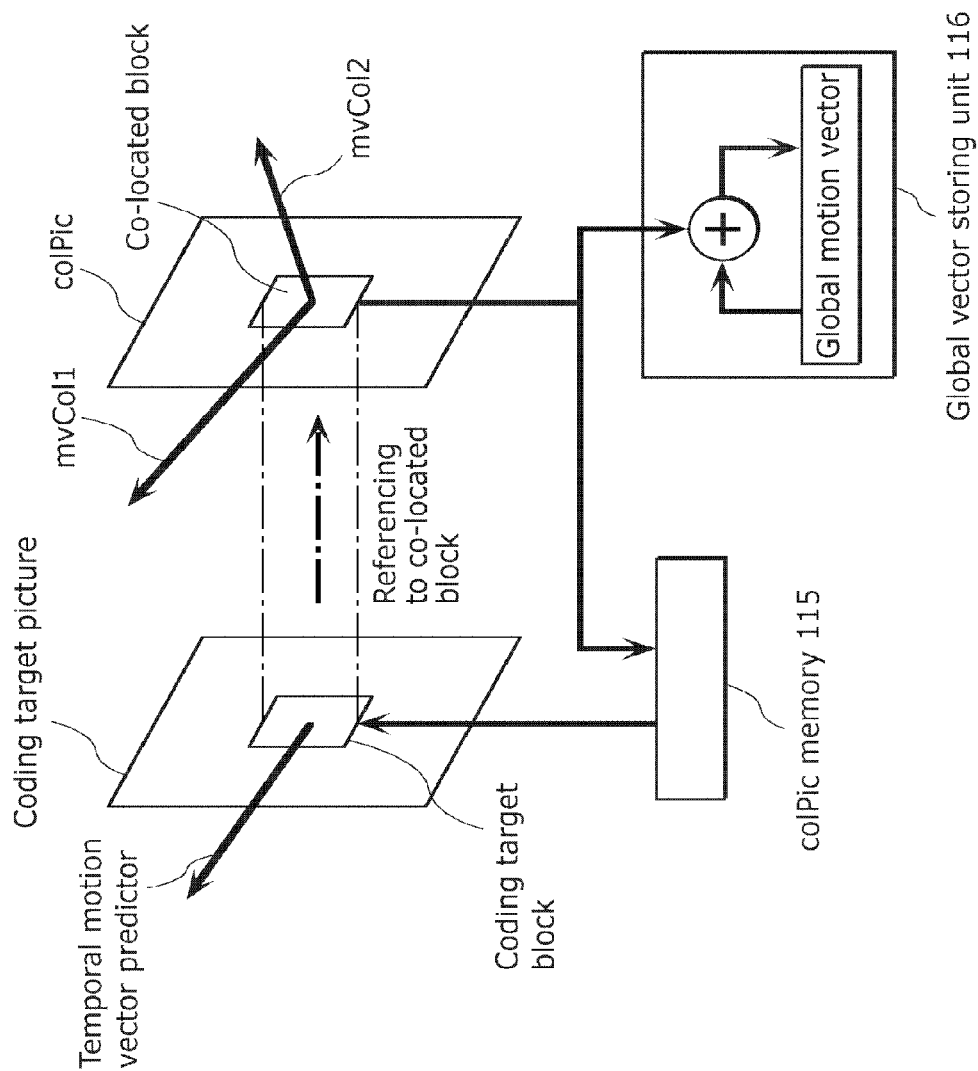 Coding target picture
Temporal motion
vector predictor
Coding target
block
mvCol1
colPic
Co-located block
mvCol2
Referencing
to co-located
block
colPic memory 115
Global motion vector
Global vector storing unit 116
+